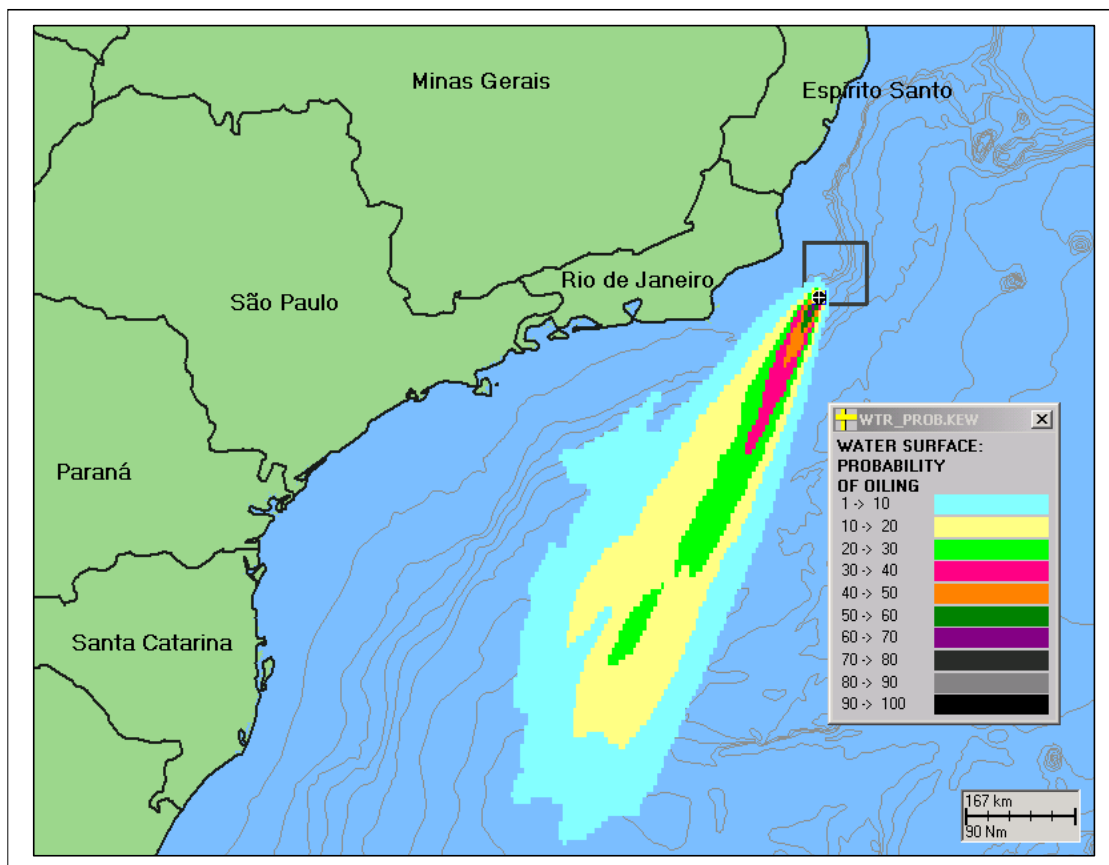 Minas Gerais
Espírito Santo
Rio de Janeiro
São Paulo
Paraná
Santa Catarina
WTR_PROB.KEW
WATER SURFACE:
PROBABILITY
OF OILING
1 -> 10
10 -> 20
20 -> 30
30 -> 40
40 -> 50
50 -> 60
60 -> 70
70 -> 80
80 -> 90
90 -> 100
167 km
90 Nm